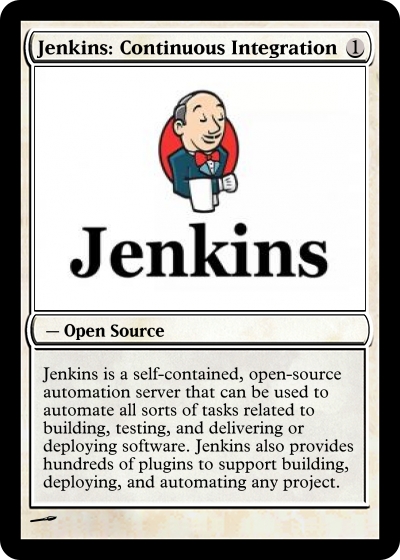 Jenkins: Continuous Integration 1
Jenkins
— Open Source
Jenkins is a self-contained, open-source
automation server that can be used to
automate all sorts of tasks related to
building, testing, and delivering or
deploying software. Jenkins also provides
hundreds of plugins to support building,
deploying, and automating any project.